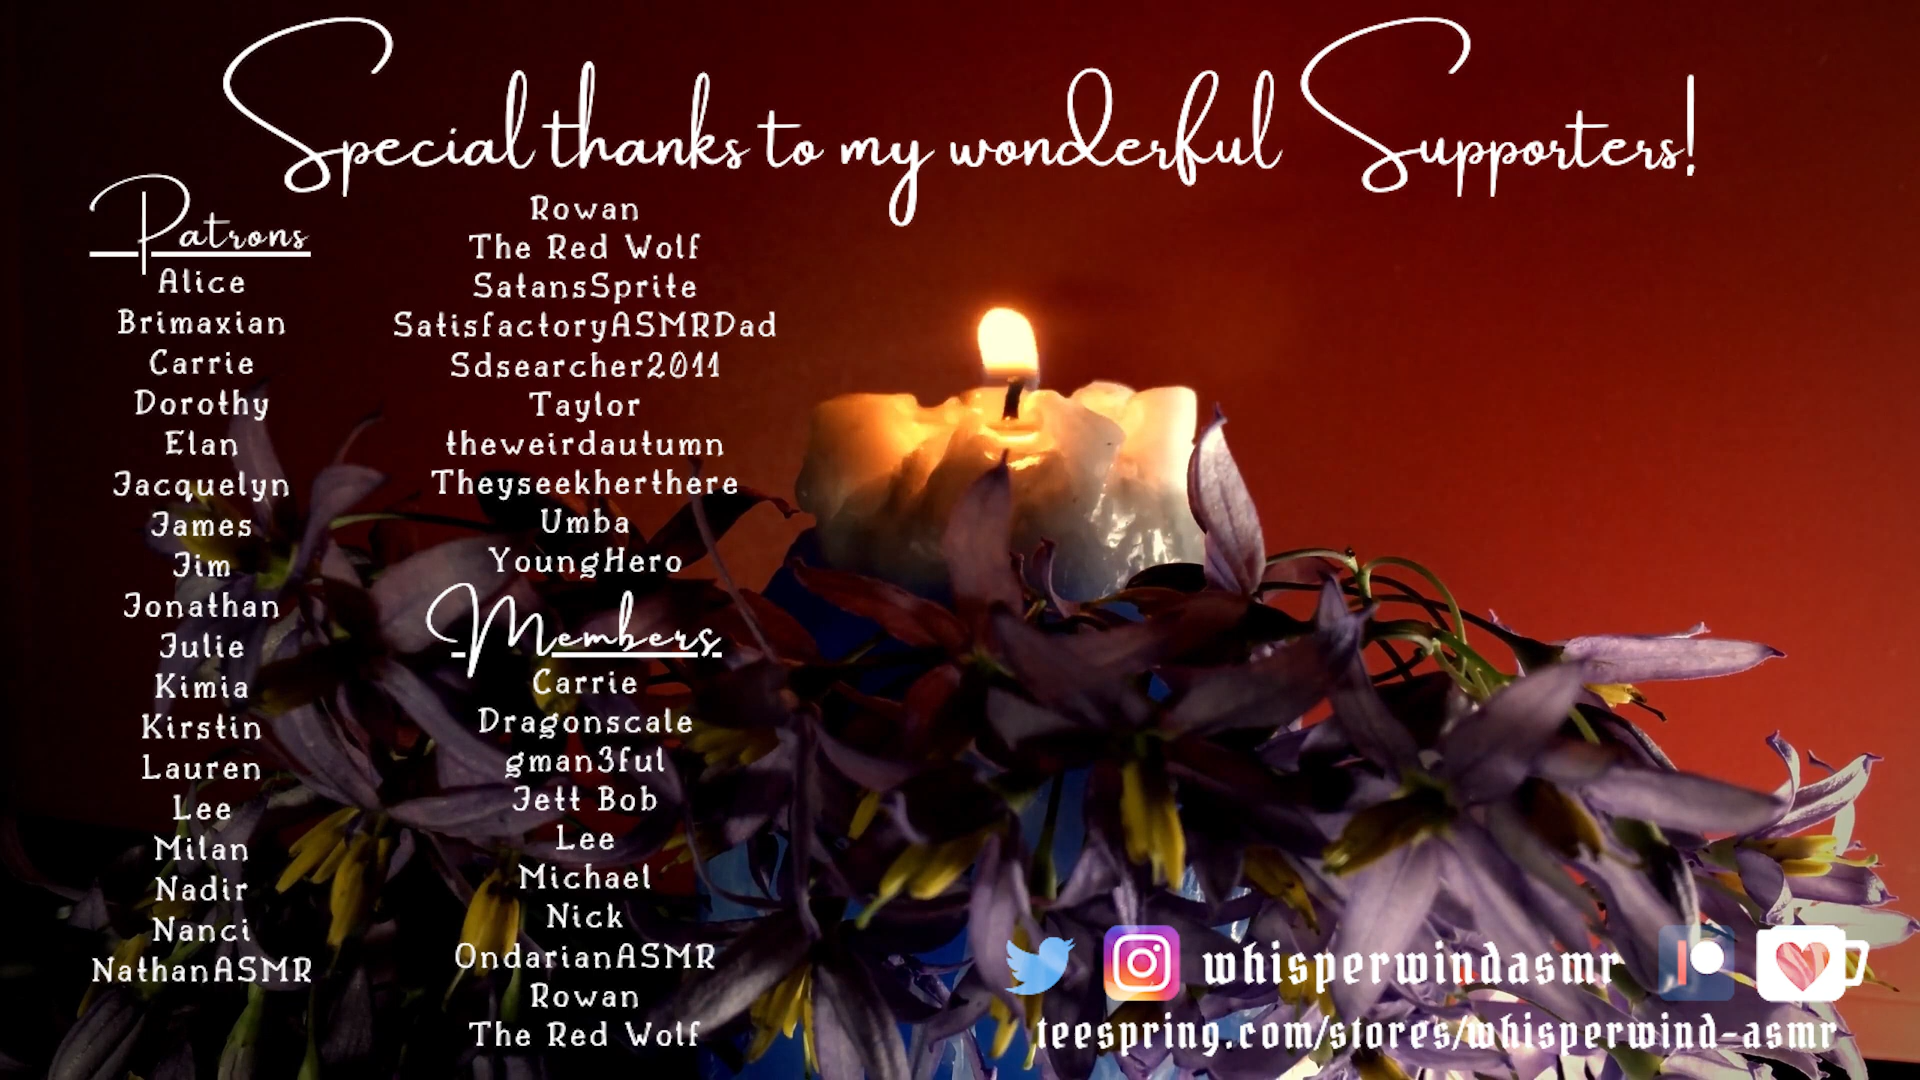 Special thanks to my wonderful Supporters!
Patrons
Alice
Brimaxian
Carrie
Dorothy
Elan
Jacquelyn
James
Jim
Jonathan
Julie
Kimia
Kirstin
Lauren
Lee
Milan
Nadir
Nanci
NathanASMR
Rowan
The Red Wolf
SatansSprite
SatisfactoryASMRDad
Sdsearcher2011
Taylor
theweirdautumn
Theyseekherthere
Umba
YoungHero
Members
Carrie
Dragonscale
gman3ful
Jett Bob
Lee
Michael
Nick
OndarianASMR
Rowan
The Red Wolf
whisperwindasmr
teespring.com/stores/whisperwind-asmr